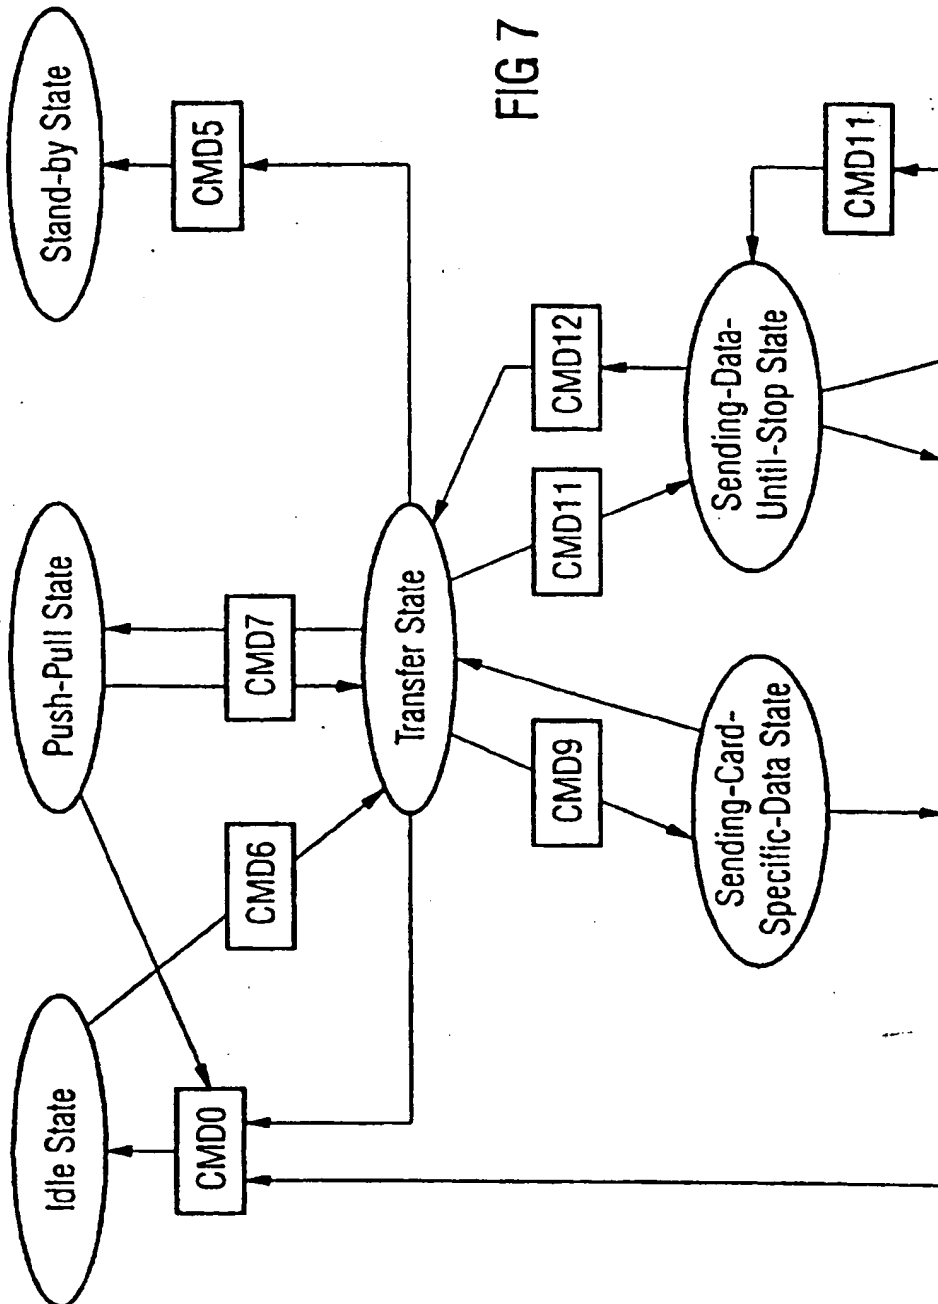 FIG 7
Idle State
Push-Pull State
Stand-by State
CMD0
CMD6
CMD7
CMD5
Transfer State
CMD9
CMD11
CMD12
Sending-Card-
Specific-Data State
Sending-Data-
Until-Stop State
CMD11